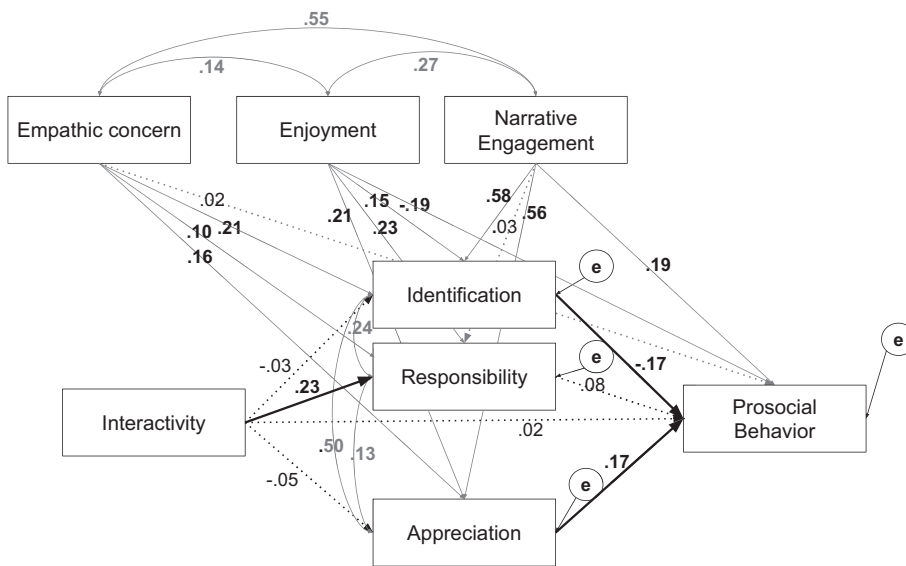 .55
.14
.27
Empathic concern
Enjoyment
Narrative
Engagement
.02
.15
-.19
.58
.10
.21
.21
.23
.03
.56
.16
e
.19
Identification
.24
e
e
-.03
-.17
.23
Responsibility
.08
Interactivity
.02
Prosocial
Behavior
.50
.13
.17
-.05
e
Appreciation